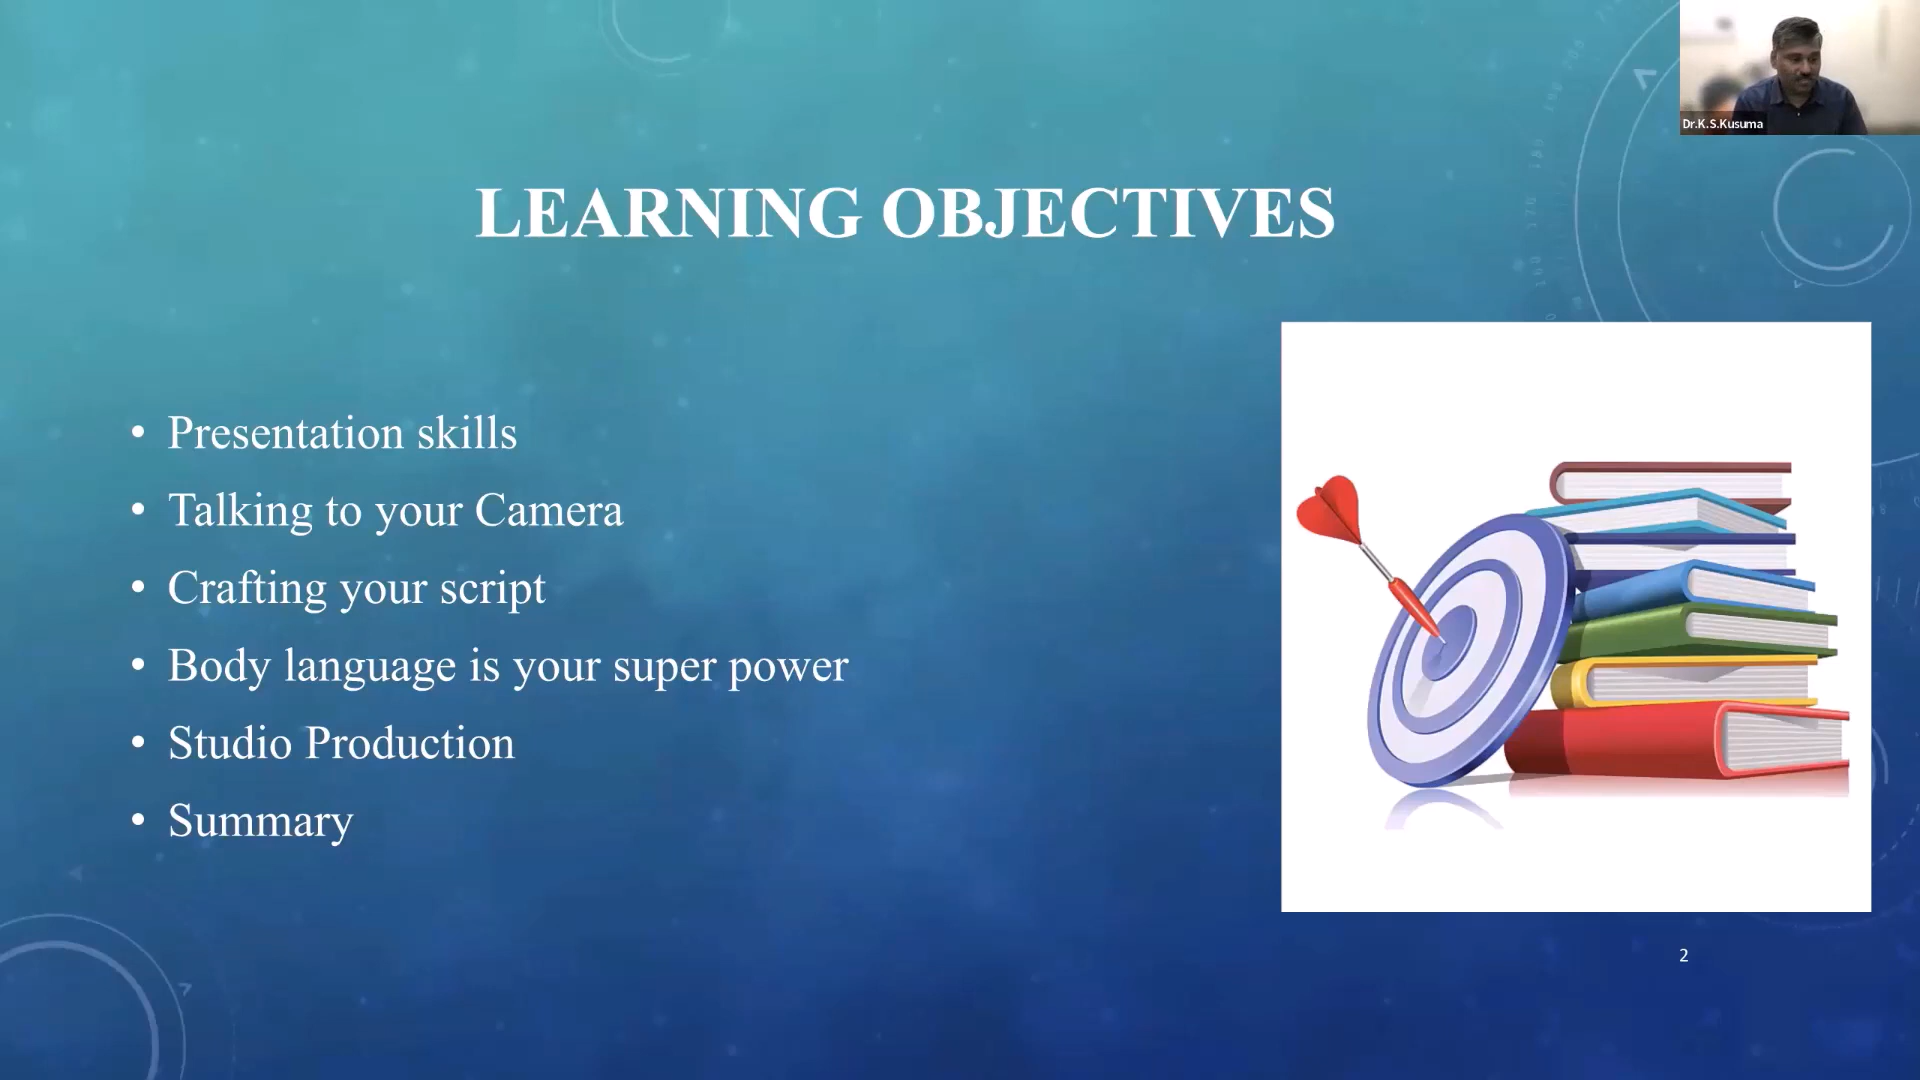 Dr.K.S.Kusuma
LEARNING OBJECTIVES
• Presentation skills
• Talking to your Camera
• Crafting your script
• Body language is your super power
• Studio Production
• Summary
2